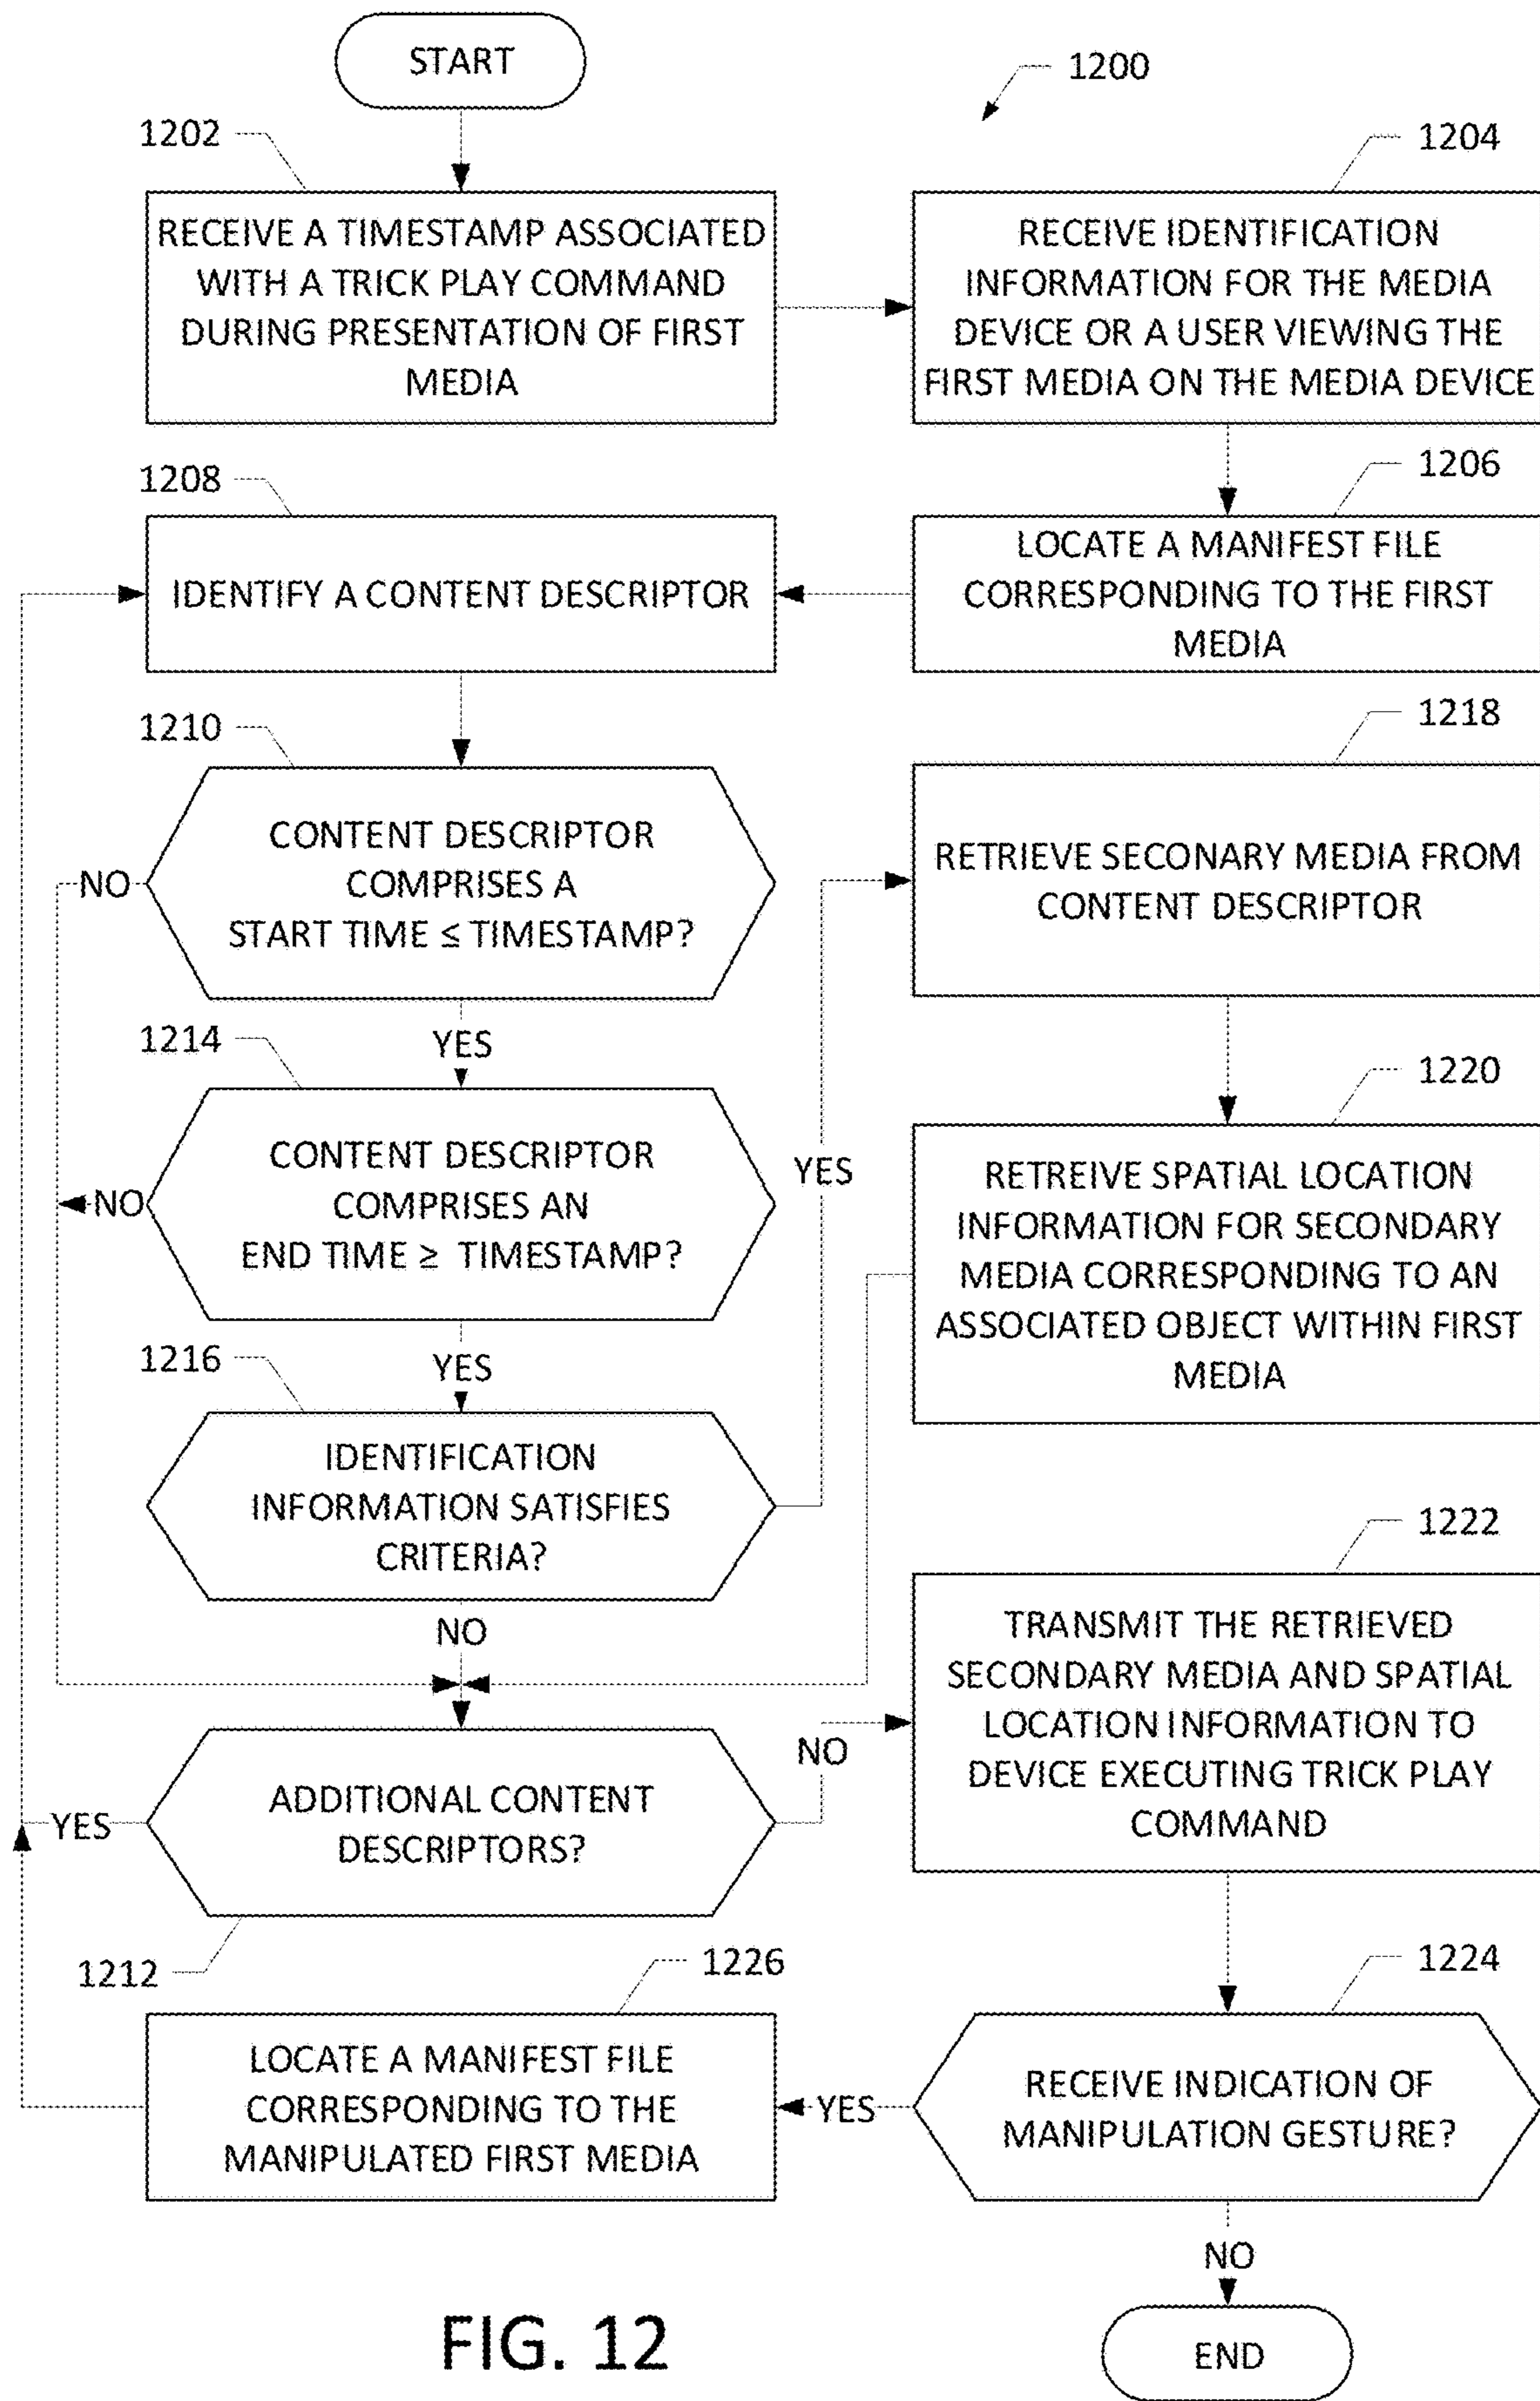 START
1200
1202
RECEIVE A TIMESTAMP ASSOCIATED
WITH A TRICK PLAY COMMAND
DURING PRESENTATION OF FIRST
MEDIA
1204
RECEIVE IDENTIFICATION
INFORMATION FOR THE MEDIA
DEVICE OR A USER VIEWING THE
FIRST MEDIA ON THE MEDIA DEVICE
1206
LOCATE A MANIFEST FILE
CORRESPONDING TO THE FIRST
MEDIA
1208
IDENTIFY A CONTENT DESCRIPTOR
1210
CONTENT DESCRIPTOR
COMPRISES A
START TIME ≤ TIMESTAMP?
NO
YES
1214
CONTENT DESCRIPTOR
COMPRISES AN
END TIME ≥ TIMESTAMP?
NO
YES
1216
IDENTIFICATION
INFORMATION SATISFIES
CRITERIA?
YES
NO
1218
RETRIEVE SECONARY MEDIA FROM
CONTENT DESCRIPTOR
1220
RETREIVE SPATIAL LOCATION
INFORMATION FOR SECONDARY
MEDIA CORRESPONDING TO AN
ASSOCIATED OBJECT WITHIN FIRST
MEDIA
ADDITIONAL CONTENT
DESCRIPTORS?
YES
NO
1212
1222
TRANSMIT THE RETRIEVED
SECONDARY MEDIA AND SPATIAL
LOCATION INFORMATION TO
DEVICE EXECUTING TRICK PLAY
COMMAND
1224
RECEIVE INDICATION OF
MANIPULATION GESTURE?
YES
1226
LOCATE A MANIFEST FILE
CORRESPONDING TO THE
MANIPULATED FIRST MEDIA
NO
END
FIG. 12